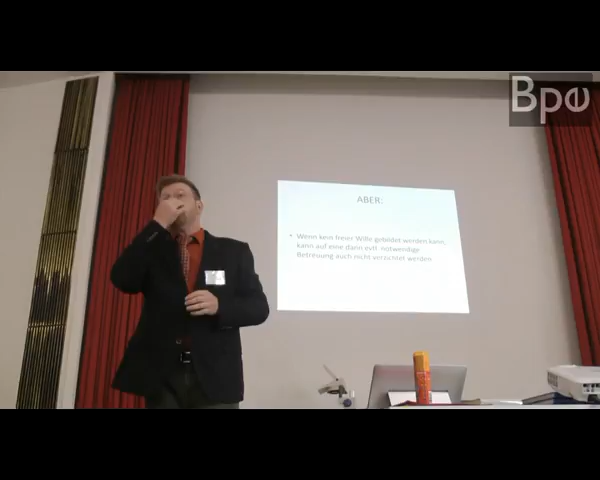 Bpe
ABER:
• Wenn kein freier Wille gebildet werden kann,
kann auf eine dann evtl. notwendige
Betreuung auch nicht verzichtet werden